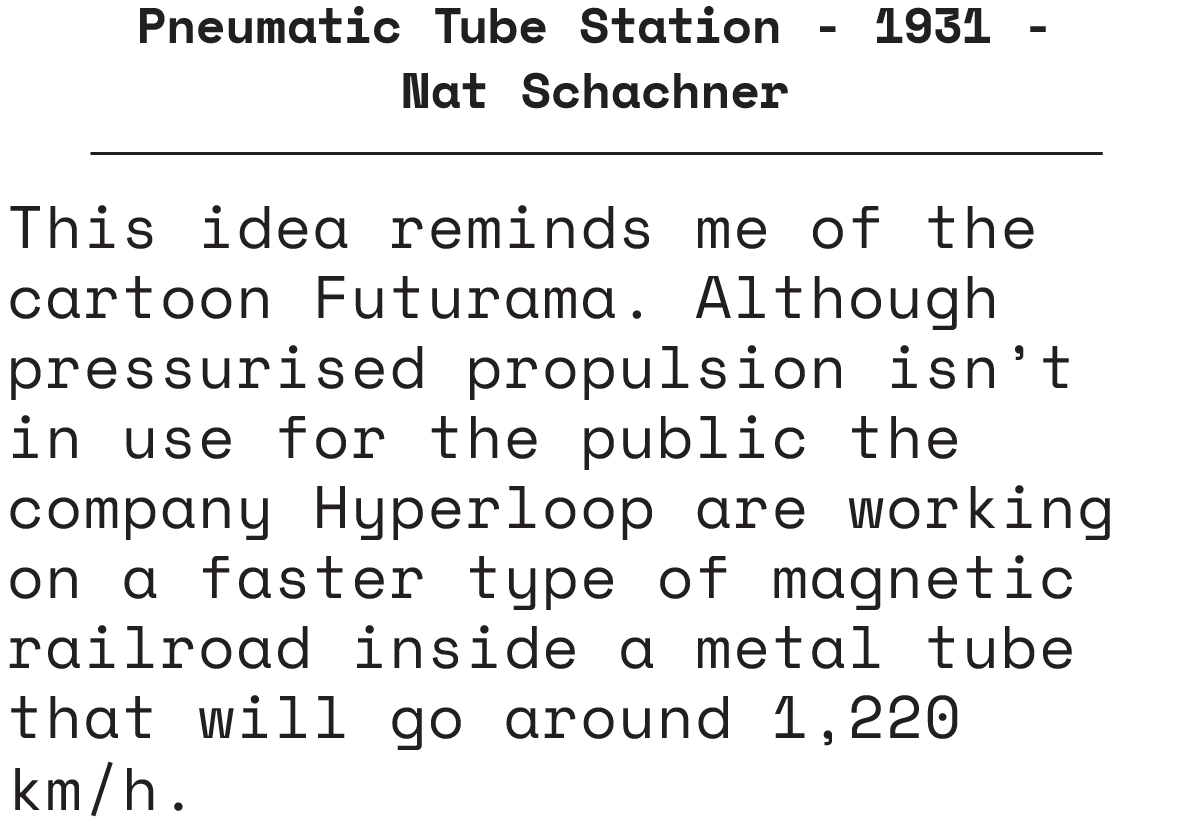 Pneumatic Tube Station - 1931 -
Nat Schachner
This idea reminds me of the
cartoon Futurama. Although
pressurised propulsion isn’t
in use for the public the
company Hyperloop are working
on a faster type of magnetic
railroad inside a metal tube
that will go around 1,220
km/h.